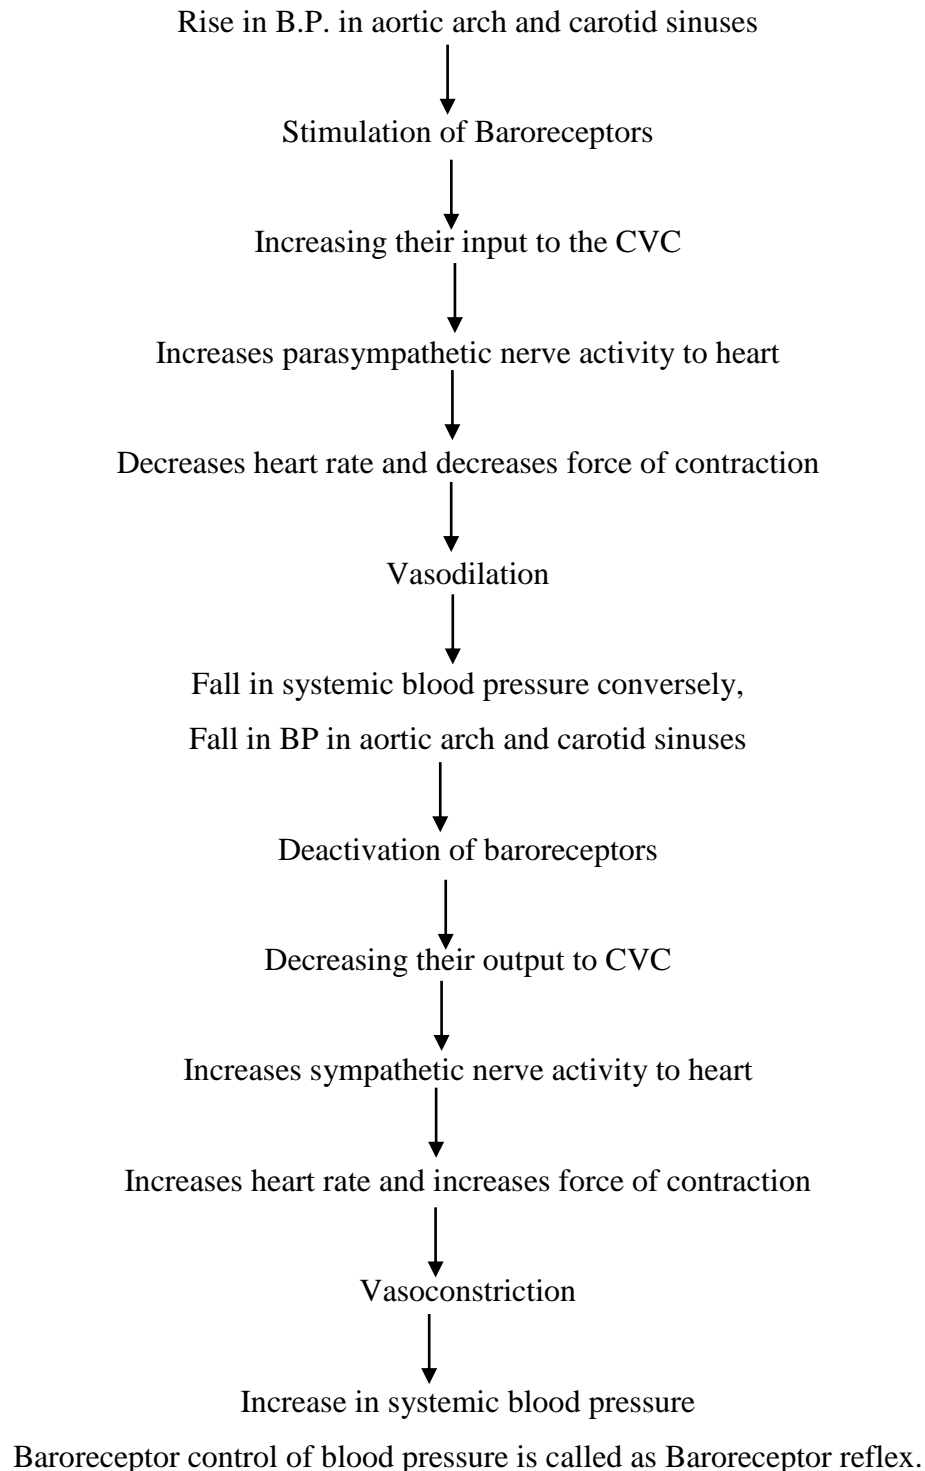 Rise in B.P. in aortic arch and carotid sinuses
Stimulation of Baroreceptors
Increasing their input to the CVC
Increases parasympathetic nerve activity to heart
Decreases heart rate and decreases force of contraction
Vasodilation
Fall in systemic blood pressure conversely,
Fall in BP in aortic arch and carotid sinuses
Deactivation of baroreceptors
Decreasing their output to CVC
Increases sympathetic nerve activity to heart
Increases heart rate and increases force of contraction
Vasoconstriction
Increase in systemic blood pressure
Baroreceptor control of blood pressure is called as Baroreceptor reflex.